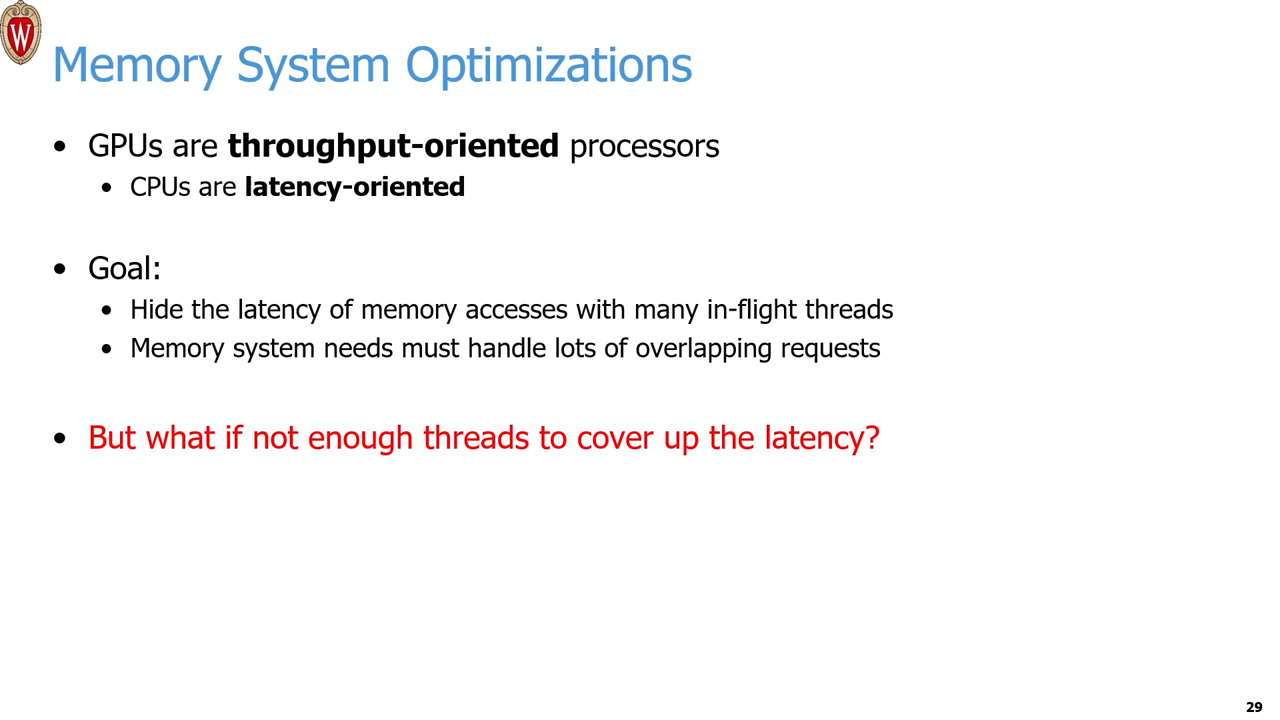 W
Memory System Optimizations
• GPUs are throughput-oriented processors
• CPUs are latency-oriented
• Goal:
• Hide the latency of memory accesses with many in-flight threads
• Memory system needs must handle lots of overlapping requests
• But what if not enough threads to cover up the latency?
29